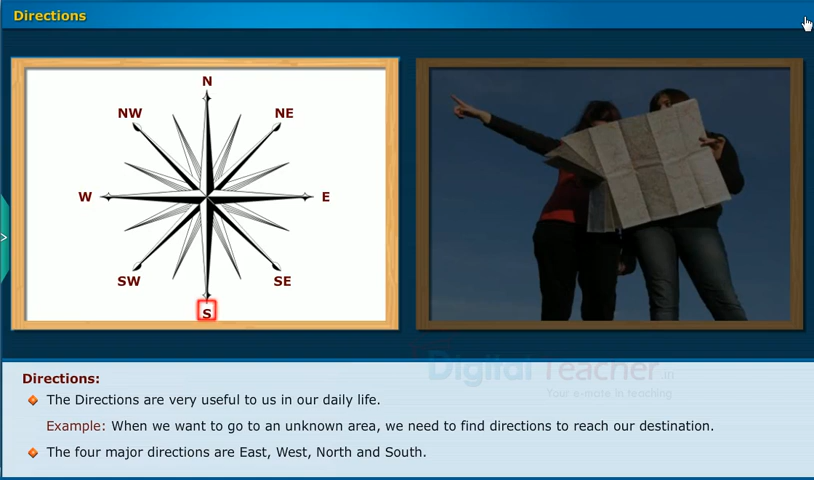 Directions
N
NW NE
W E
SW SE
S
Directions:
The Directions are very useful to us in our daily life.
Example: When we want to go to an unknown area, we need to find directions to reach our destination.
The four major directions are East, West, North and South.
Digital Teacher.in
Your e-mate in teaching